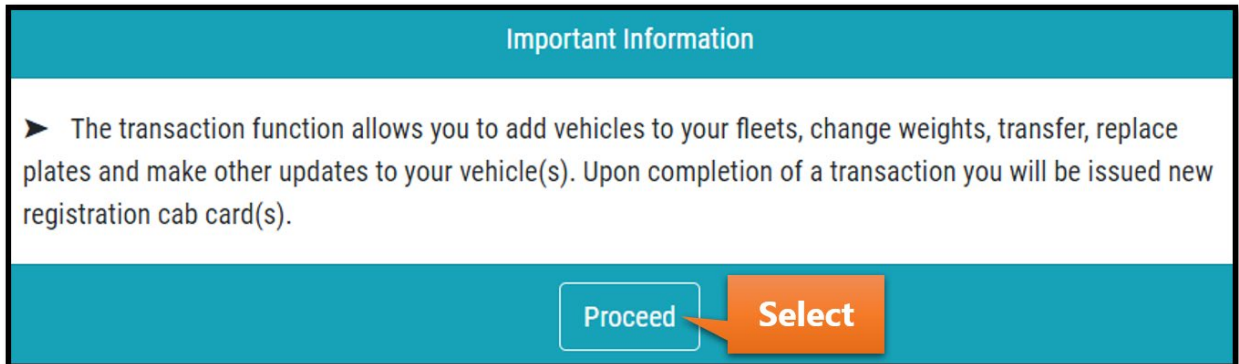 Important Information
➤ The transaction function allows you to add vehicles to your fleets, change weights, transfer, replace
plates and make other updates to your vehicle(s). Upon completion of a transaction you will be issued new
registration cab card(s).
Proceed
Select